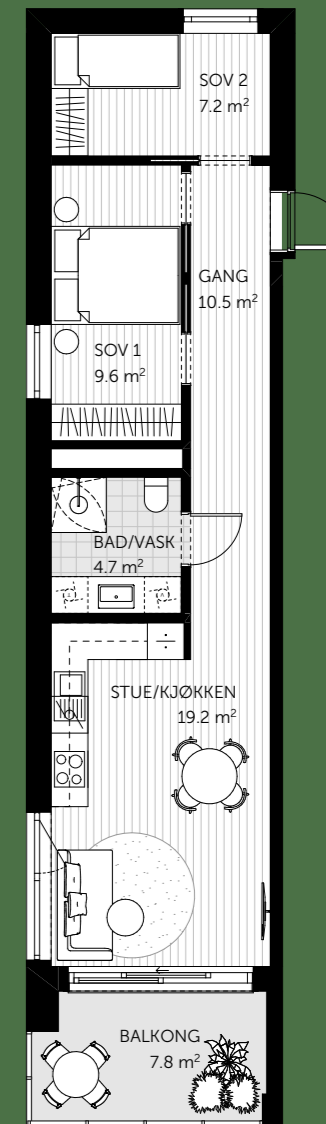 SOV 2
7.2 m²
GANG
10.5 m²
SOV 1
9.6 m²
BAD/VASK
4.7 m²
STUE/KJØKKEN
19.2 m²
BALKONG
7.8 m²